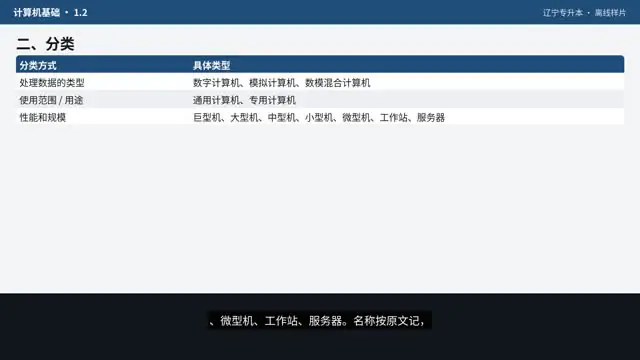 计算机基础 · 1.2
辽宁专升本 · 离线样片
二、分类
分类方式 具体类型
处理数据的类型 数字计算机、模拟计算机、数模混合计算机
使用范围 / 用途 通用计算机、专用计算机
性能和规模 巨型机、大型机、中型机、小型机、微型机、工作站、服务器
、微型机、工作站、服务器。名称按原文记，